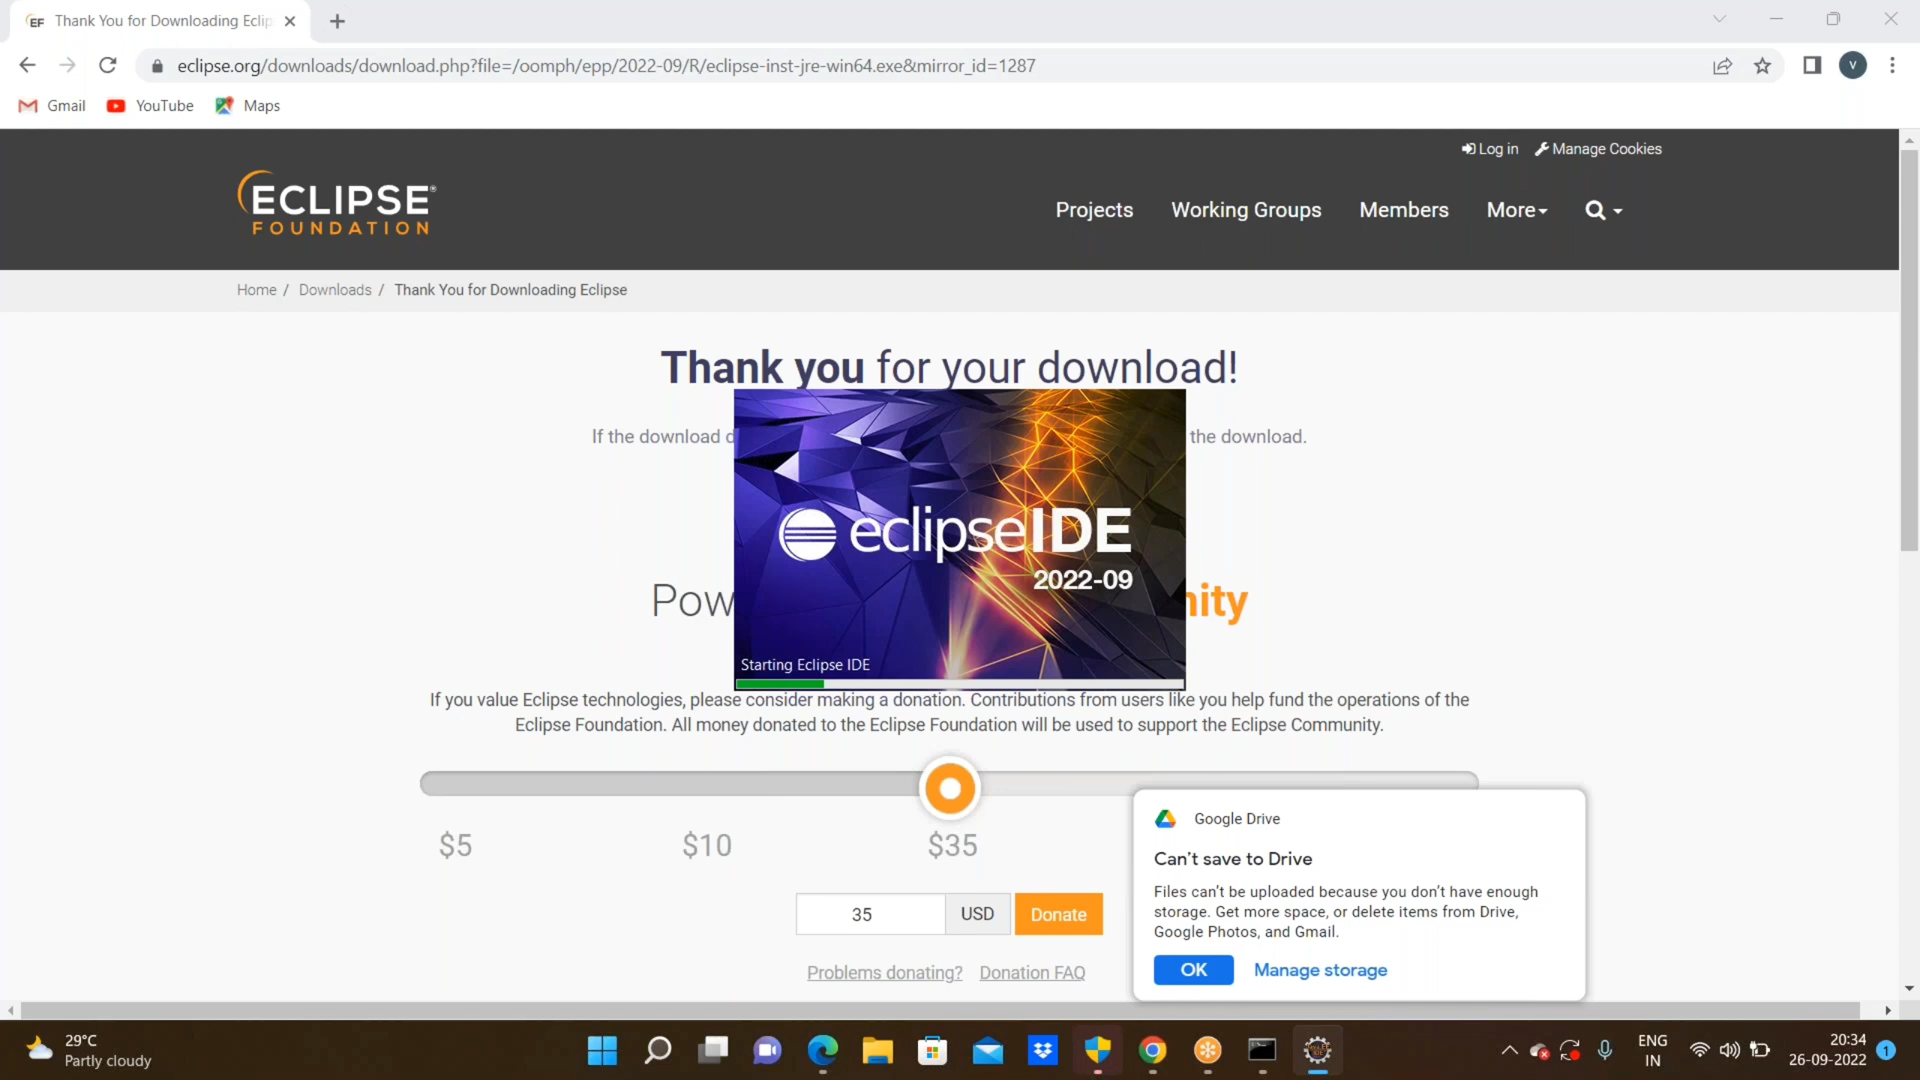 EF Thank You for Downloading Eclip
eclipse.org/downloads/download.php?file=/oomph/epp/2022-09/R/eclipse-inst-jre-win64.exe&mirror_id=1287
V
Gmail YouTube Maps
Log in Manage Cookies
ECLIPSE®
FOUNDATION
Projects Working Groups Members More
Home / Downloads / Thank You for Downloading Eclipse
Thank you for your download!
If the download d the download.
eclipseIDE
2022-09
Pow nity
Starting Eclipse IDE
If you value Eclipse technologies, please consider making a donation. Contributions from users like you help fund the operations of the
Eclipse Foundation. All money donated to the Eclipse Foundation will be used to support the Eclipse Community.
$5 $10 $35
35 USD Donate
Problems donating? Donation FAQ
Google Drive
Can't save to Drive
Files can't be uploaded because you don't have enough
storage. Get more space, or delete items from Drive,
Google Photos, and Gmail.
OK Manage storage
29°C
Partly cloudy
ENG
IN
20:34
26-09-2022
1